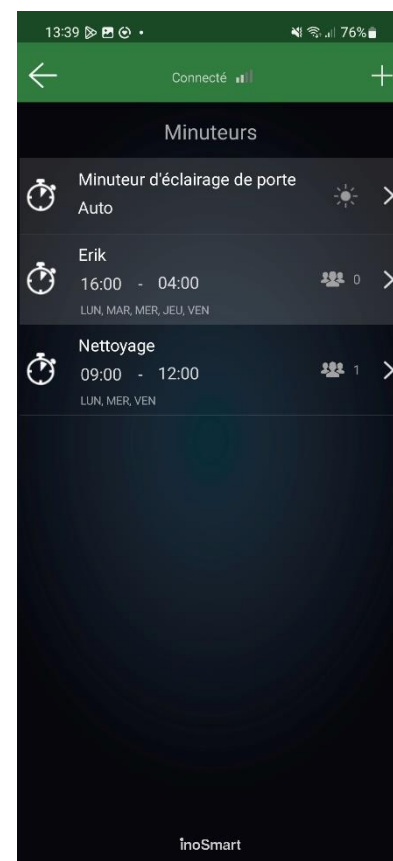 13:39
76%
Connecté
Minuteurs
Minuteur d'éclairage de porte
Auto
Erik
16:00 - 04:00
0
LUN, MAR, MER, JEU, VEN
Nettoyage
09:00 - 12:00
1
LUN, MER, VEN
inoSmart